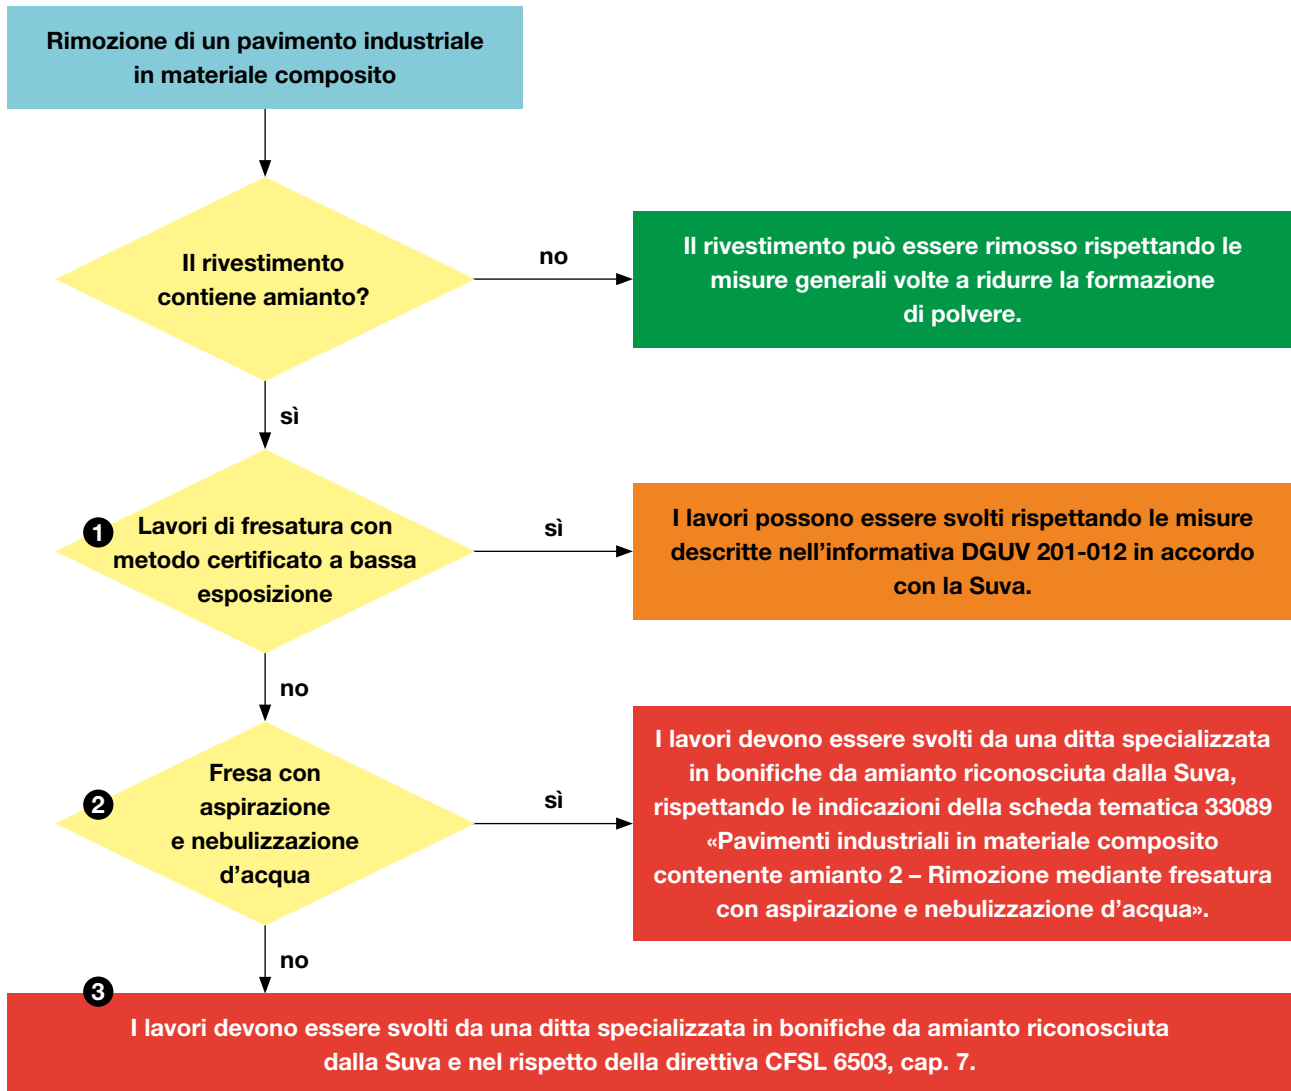 Rimozione di un pavimento industriale
in materiale composito
Il rivestimento
contiene amianto?
no
Il rivestimento può essere rimosso rispettando le
misure generali volte a ridurre la formazione
di polvere.
sì
1
Lavori di fresatura con
metodo certificato a bassa
esposizione
sì
I lavori possono essere svolti rispettando le misure
descritte nell’informativa DGUV 201-012 in accordo
con la Suva.
no
2
Fresa con
aspirazione
e nebulizzazione
d’acqua
sì
I lavori devono essere svolti da una ditta specializzata
in bonifiche da amianto riconosciuta dalla Suva,
rispettando le indicazioni della scheda tematica 33089
«Pavimenti industriali in materiale composito
contenente amianto 2 – Rimozione mediante fresatura
con aspirazione e nebulizzazione d’acqua».
no
3
I lavori devono essere svolti da una ditta specializzata in bonifiche da amianto riconosciuta
dalla Suva e nel rispetto della direttiva CFSL 6503, cap. 7.